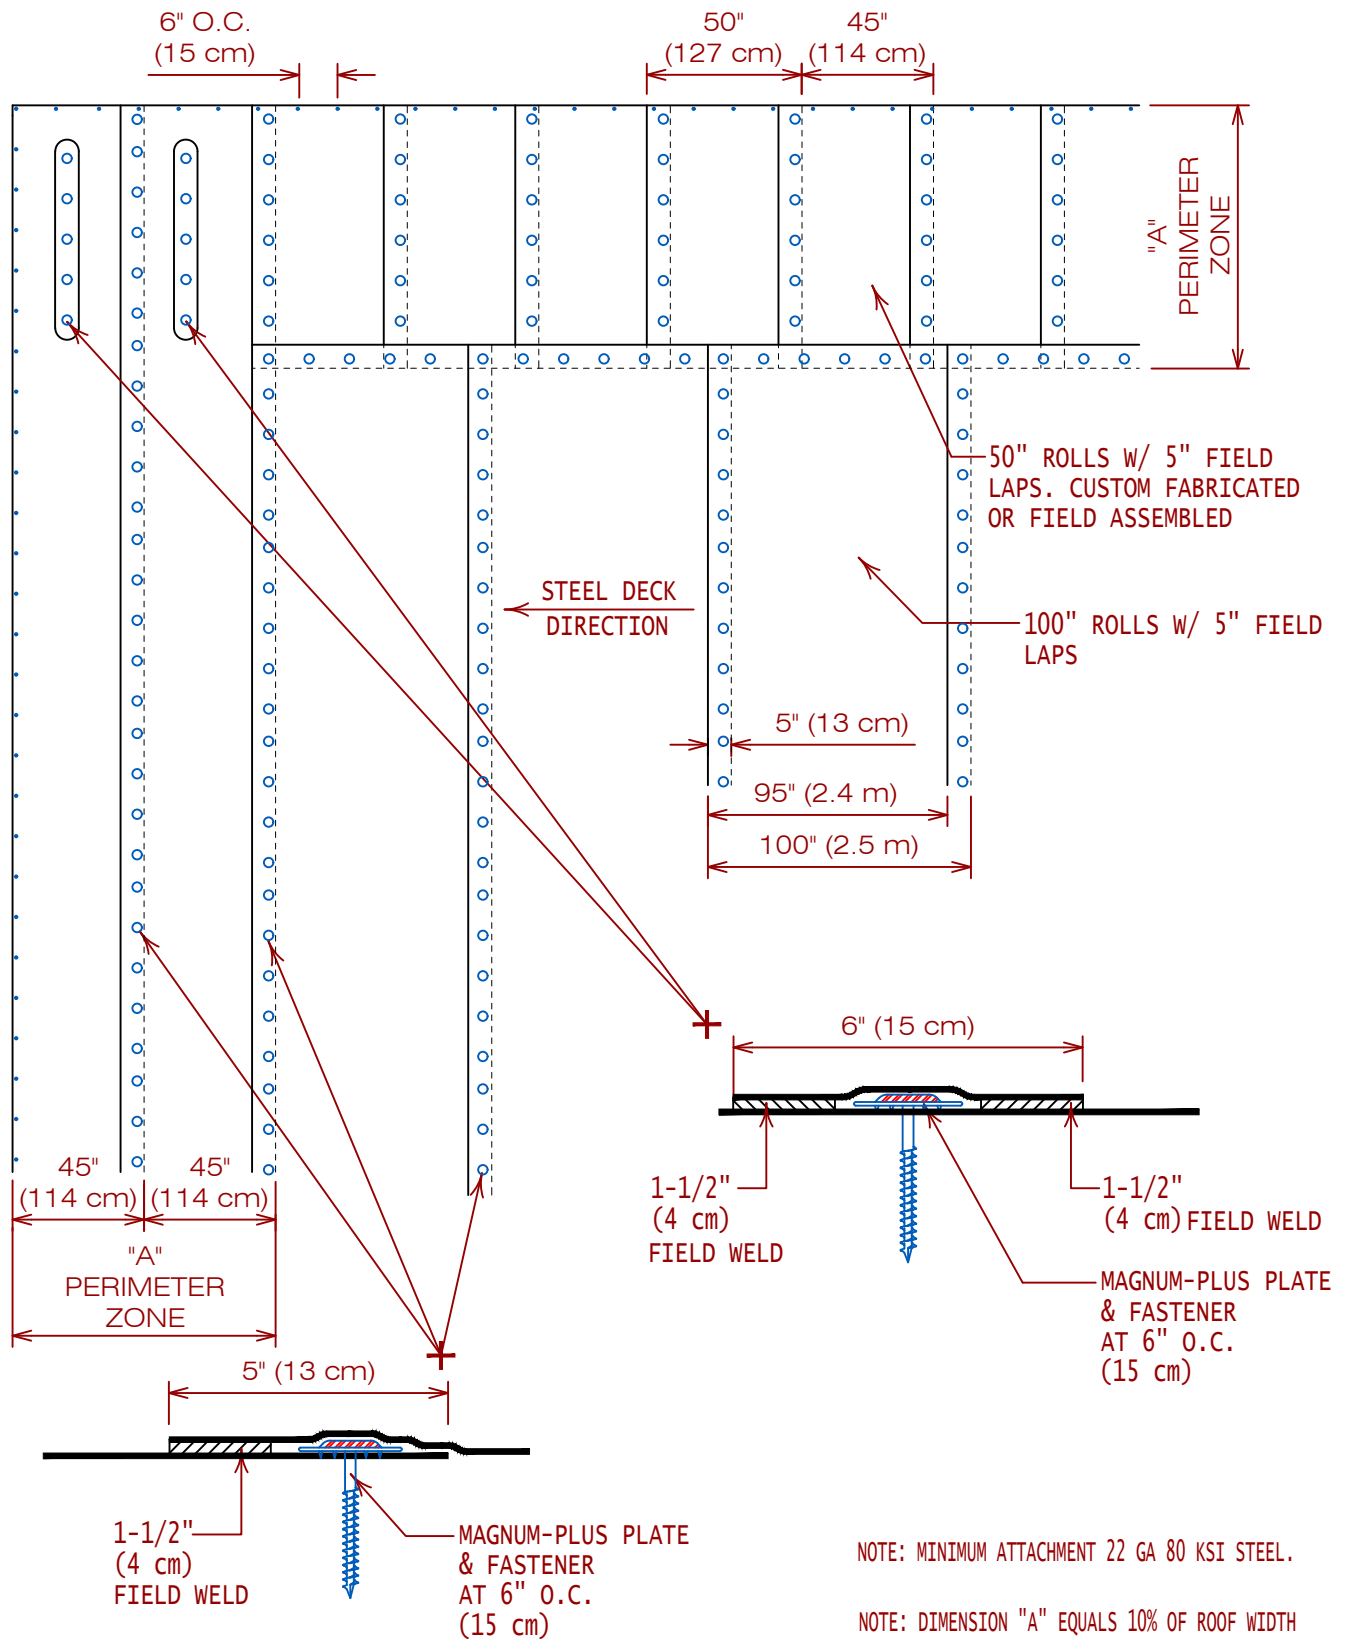 6" O.C.
(15 cm)
50"
(127 cm)
45"
(114 cm)
"A"
PERIMETER
ZONE
50" ROLLS W/ 5" FIELD
LAPS. CUSTOM FABRICATED
OR FIELD ASSEMBLED
STEEL DECK
DIRECTION
100" ROLLS W/ 5" FIELD
LAPS
5" (13 cm)
95" (2.4 m)
100" (2.5 m)
6" (15 cm)
1-1/2"
(4 cm)
FIELD WELD
1-1/2"
(4 cm) FIELD WELD
MAGNUM-PLUS PLATE
& FASTENER
AT 6" O.C.
(15 cm)
45"
(114 cm)
45"
(114 cm)
"A"
PERIMETER
ZONE
5" (13 cm)
1-1/2"
(4 cm)
FIELD WELD
MAGNUM-PLUS PLATE
& FASTENER
AT 6" O.C.
(15 cm)
NOTE: MINIMUM ATTACHMENT 22 GA 80 KSI STEEL.
NOTE: DIMENSION "A" EQUALS 10% OF ROOF WIDTH